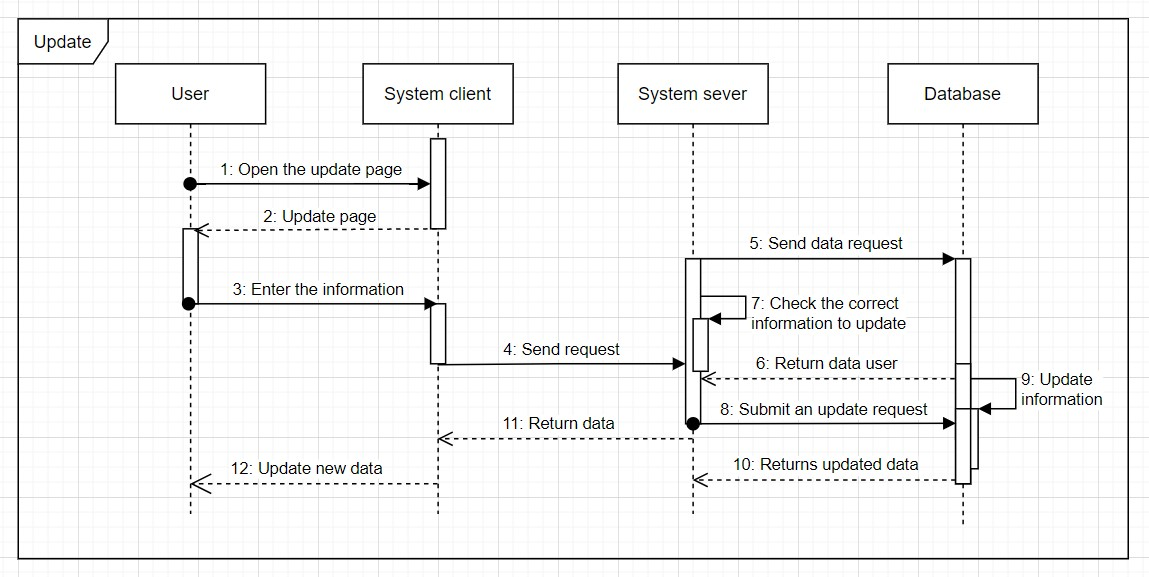 Update
User
System client
System sever
Database
1: Open the update page
2: Update page
5: Send data request
3: Enter the information
7: Check the correct
information to update
4: Send request
6: Return data user
9: Update
information
8: Submit an update request
11: Return data
12: Update new data
10: Returns updated data